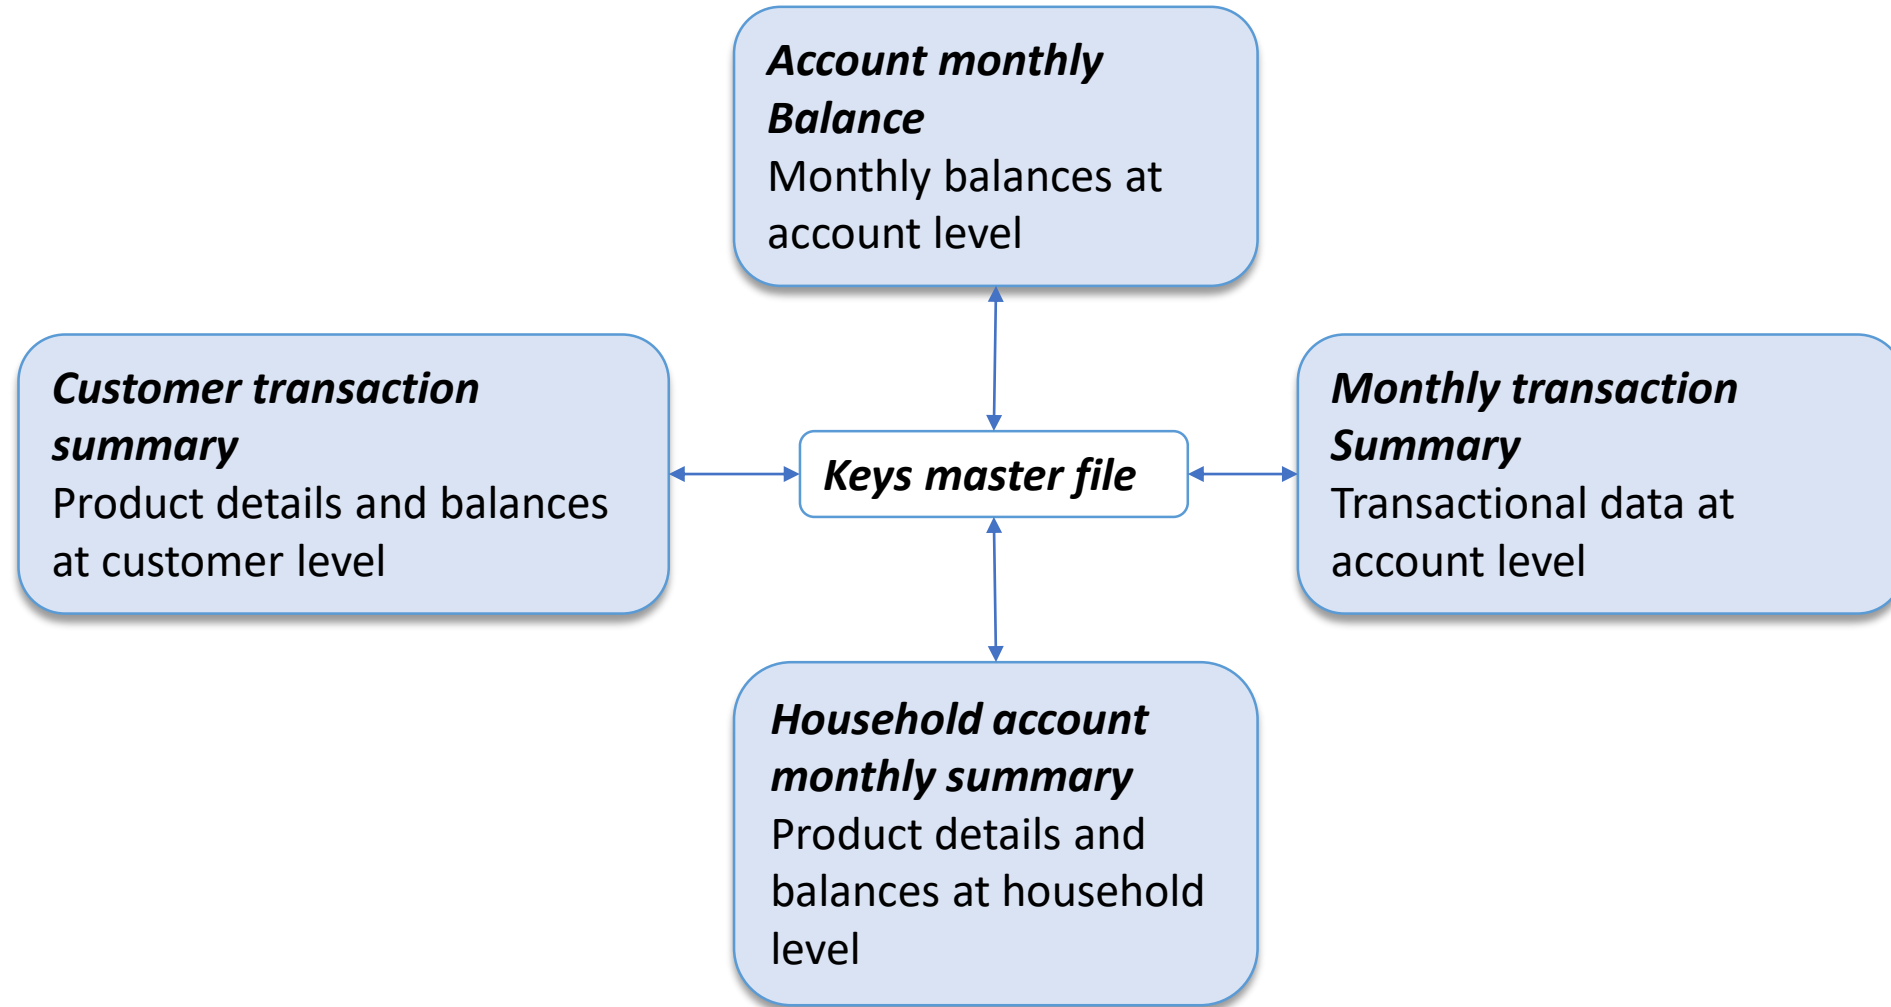 Account monthly
Balance
Monthly balances at
account level
Customer transaction
summary
Product details and balances
at customer level
Keys master file
Monthly transaction
Summary
Transactional data at
account level
Household account
monthly summary
Product details and
balances at household
level